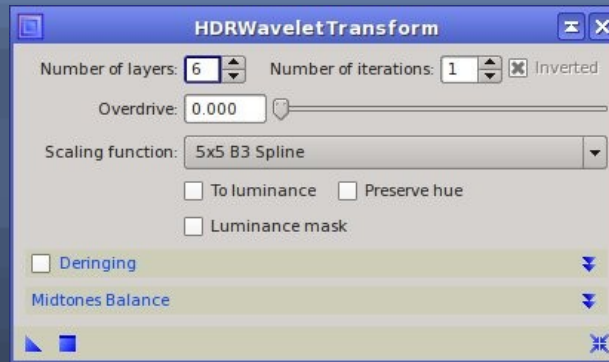 HDRWaveletTransform
Number of layers: 6 Number of iterations: 1 Inverted
Overdrive: 0.000
Scaling function: 5x5 B3 Spline
To luminance Preserve hue
Luminance mask
Deringing
Midtones Balance